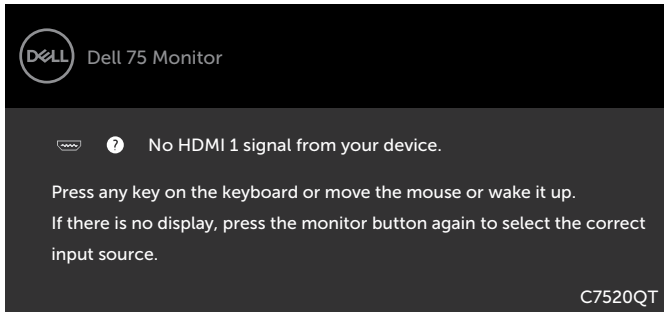 DELL
Dell 75 Monitor
? No HDMI 1 signal from your device.
Press any key on the keyboard or move the mouse or wake it up.
If there is no display, press the monitor button again to select the correct
input source.
C7520QT